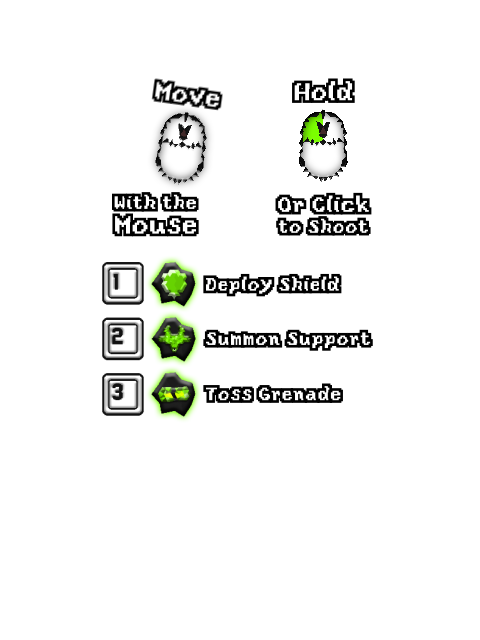 Move
With the
Mouse
Hold
Or Click
to Shoot
1 Deploy Shield
2 Summon Support
3 Toss Grenade